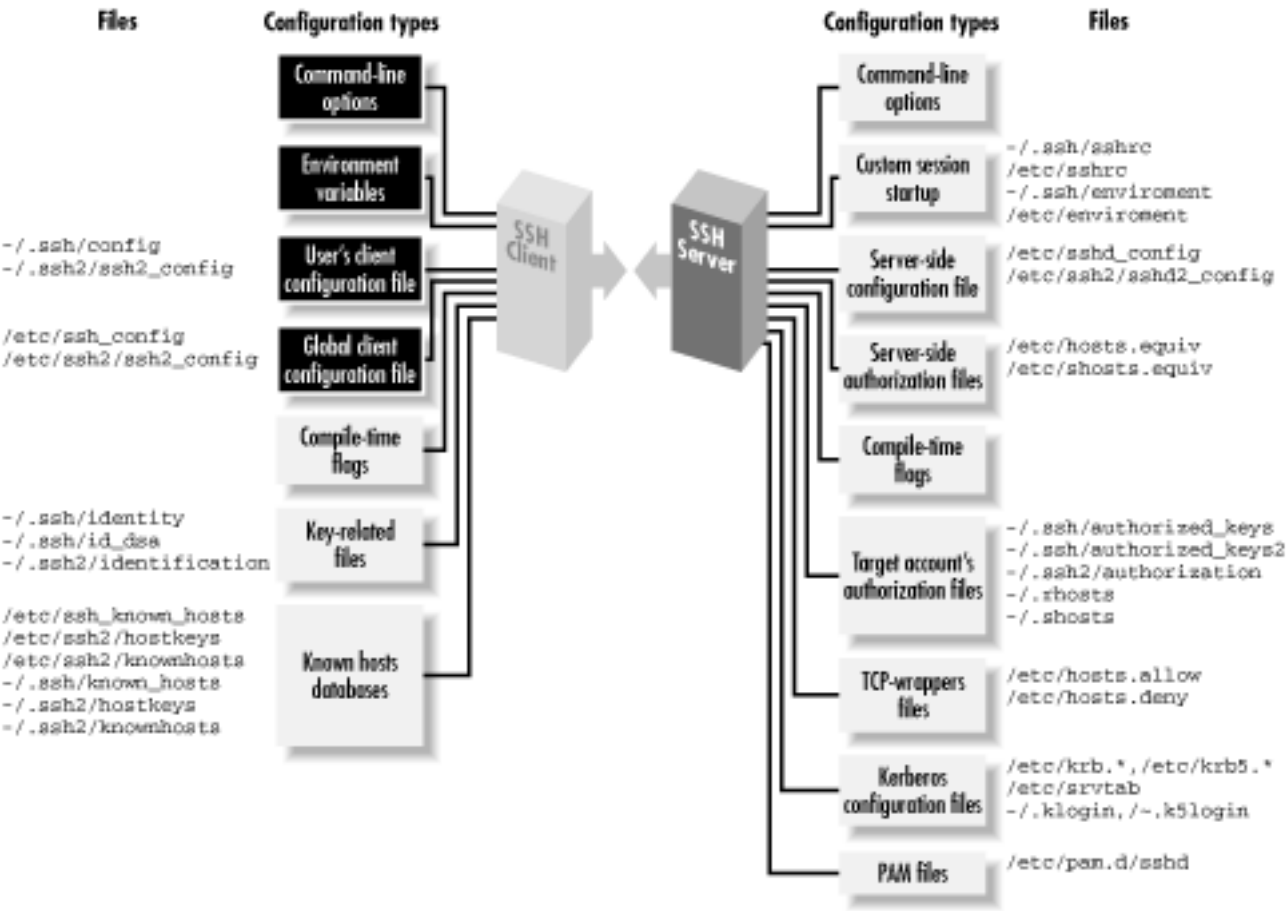 Files
Configuration types
Command-line
options
Environment
variables
-/.ssh/config
-/.ssh2/ssh2_config
User's client
configuration file
/etc/ssh_config
/etc/ssh2/ssh2_config
Global client
configuration file
Compile-time
flags
-/.ssh/identity
-/.ssh/id_dsa
-/.ssh2/identification
Key-related
files
/etc/ssh_known_hosts
/etc/ssh2/hostkeys
/etc/ssh2/knownhosts
-/.ssh/known_hosts
-/.ssh2/hostkeys
-/.ssh2/knownhosts
Known hosts
databases
SSH
Client
SSH
Server
Configuration types
Files
Command-line
options
Custom session
startup
-/.ssh/sshrc
/etc/sshrc
-/.ssh/enviroment
/etc/enviroment
Server-side
configuration file
/etc/sshd_config
/etc/ssh2/sshd2_config
Server-side
authorization files
/etc/hosts.equiv
/etc/shosts.equiv
Compile-time
flags
Target account's
authorization files
-/.ssh/authorized_keys
-/.ssh/authorized_keys2
-/.ssh2/authorization
-/.rhosts
-/.shosts
TCP-wrappers
files
/etc/hosts.allow
/etc/hosts.deny
Kerberos
configuration files
/etc/krb.*,/etc/krb5.*
/etc/srvtab
-/.klogin,/~.k5login
PAM files
/etc/pam.d/sshd